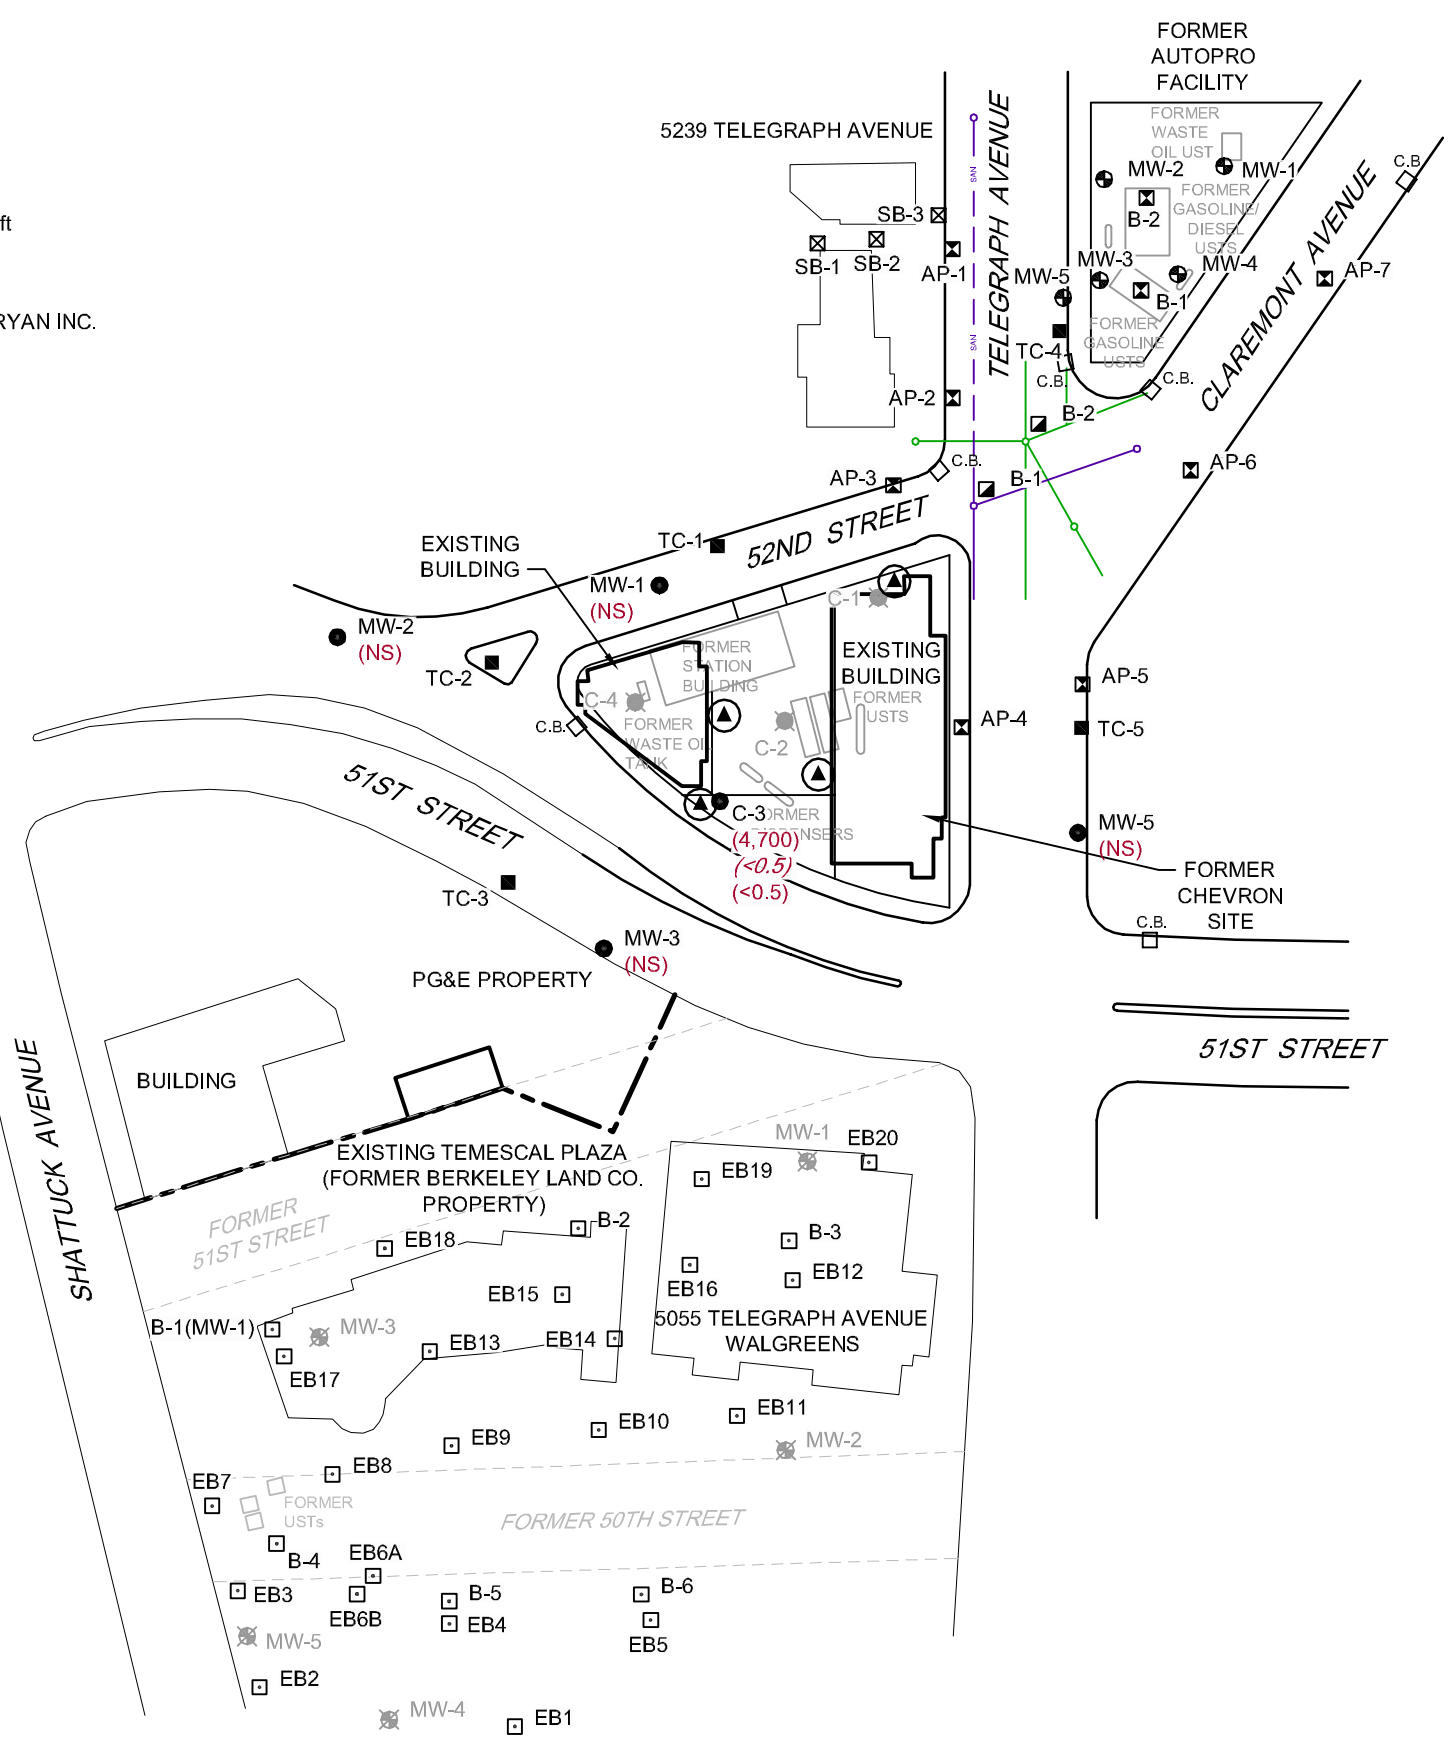 FORMER
AUTOPRO
FACILITY
FORMER
WASTE
OIL UST
5239 TELEGRAPH AVENUE
TELEGRAPH AVENUE
SAN
SAN
MW-2
MW-1
C.B.
FORMER
GASOLINE/
DIESEL
USTS
B-2
SB-3
ft
SB-1
SB-2
AP-1
MW-3
MW-4
MW-5
B-1
AP-7
CLAREMONT AVENUE
RYAN INC.
FORMER
GASOLINE
USTS
TC-4
C.B.
C.B.
AP-2
B-2
C.B.
AP-6
AP-3
B-1
52ND STREET
EXISTING
BUILDING
TC-1
MW-1
(NS)
C-1
MW-2
(NS)
TC-2
FORMER
STATION
BUILDING
EXISTING
BUILDING
C-4
FORMER
USTS
AP-5
C.B.
FORMER
WASTE OIL
TANK
C-2
AP-4
TC-5
51ST STREET
C-3
(4,700)
(<0.5)
(<0.5)
FORMER
DISPENSERS
MW-5
(NS)
FORMER
CHEVRON
SITE
TC-3
C.B.
MW-3
(NS)
PG&E PROPERTY
51ST STREET
BUILDING
SHATTUCK AVENUE
EXISTING TEMESCAL PLAZA
(FORMER BERKELEY LAND CO.
PROPERTY)
MW-1
EB20
EB19
FORMER
51ST STREET
B-2
EB18
B-3
EB16
EB12
EB15
5055 TELEGRAPH AVENUE
WALGREENS
B-1(MW-1)
MW-3
EB13
EB14
EB17
EB11
EB10
EB9
MW-2
EB8
EB7
FORMER
USTs
FORMER 50TH STREET
B-4
EB6A
EB3
EB6B
B-5
EB4
B-6
EB5
MW-5
EB2
MW-4
EB1